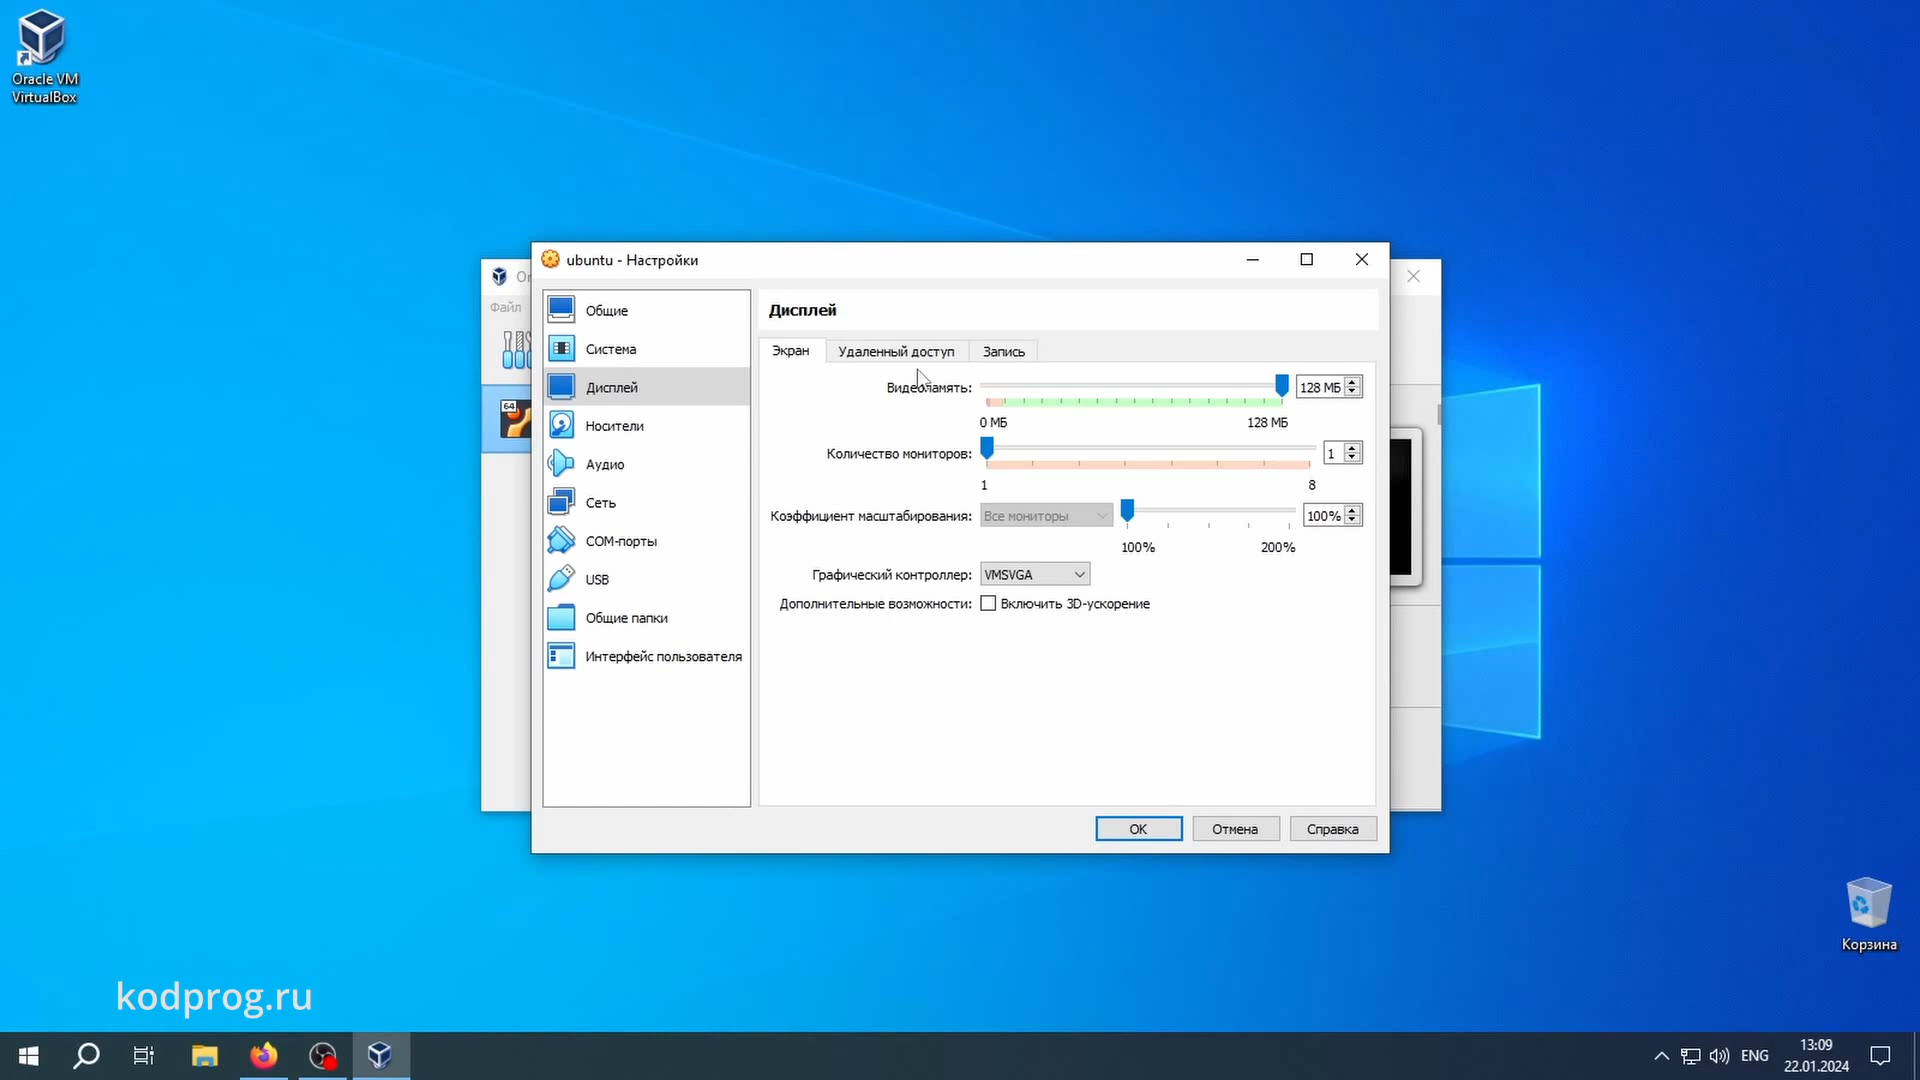 Oracle VM
VirtualBox
ubuntu - Настройки
Файл
64
Общие
Система
Дисплей
Носители
Аудио
Сеть
COM-порты
USB
Общие папки
Интерфейс пользователя
Дисплей
Экран
Удаленный доступ
Запись
Видеопамять:
128 МБ
0 МБ
128 МБ
Количество мониторов:
1
1
8
Коэффициент масштабирования:
Все мониторы
100%
100%
200%
Графический контроллер:
VMSVGA
Дополнительные возможности:
Включить 3D-ускорение
OK
Отмена
Справка
Корзина
kodprog.ru
ENG
13:09
22.01.2024